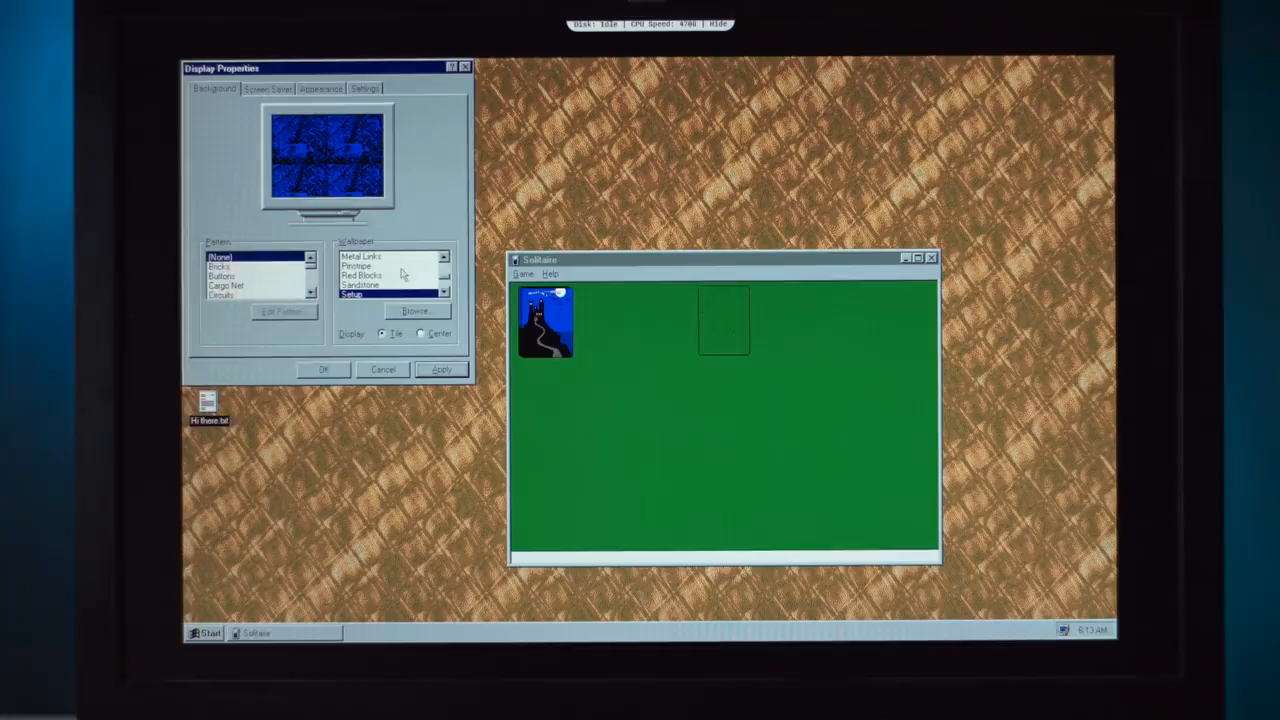 Disk: Idle | CPU Speed: 4700 | Hide
Display Properties
Background Screen Saver Appearance Settings
Pattern
(None)
Bricks
Buttons
Cargo Net
Circuits
Edit Pattern...
Wallpaper
Metal Links
Pinstripe
Red Blocks
Sandstone
Setup
Browse...
Display: Tile Center
OK Cancel Apply
Hi there.txt
Solitaire
Game Help
Start Solitaire
6:13 AM